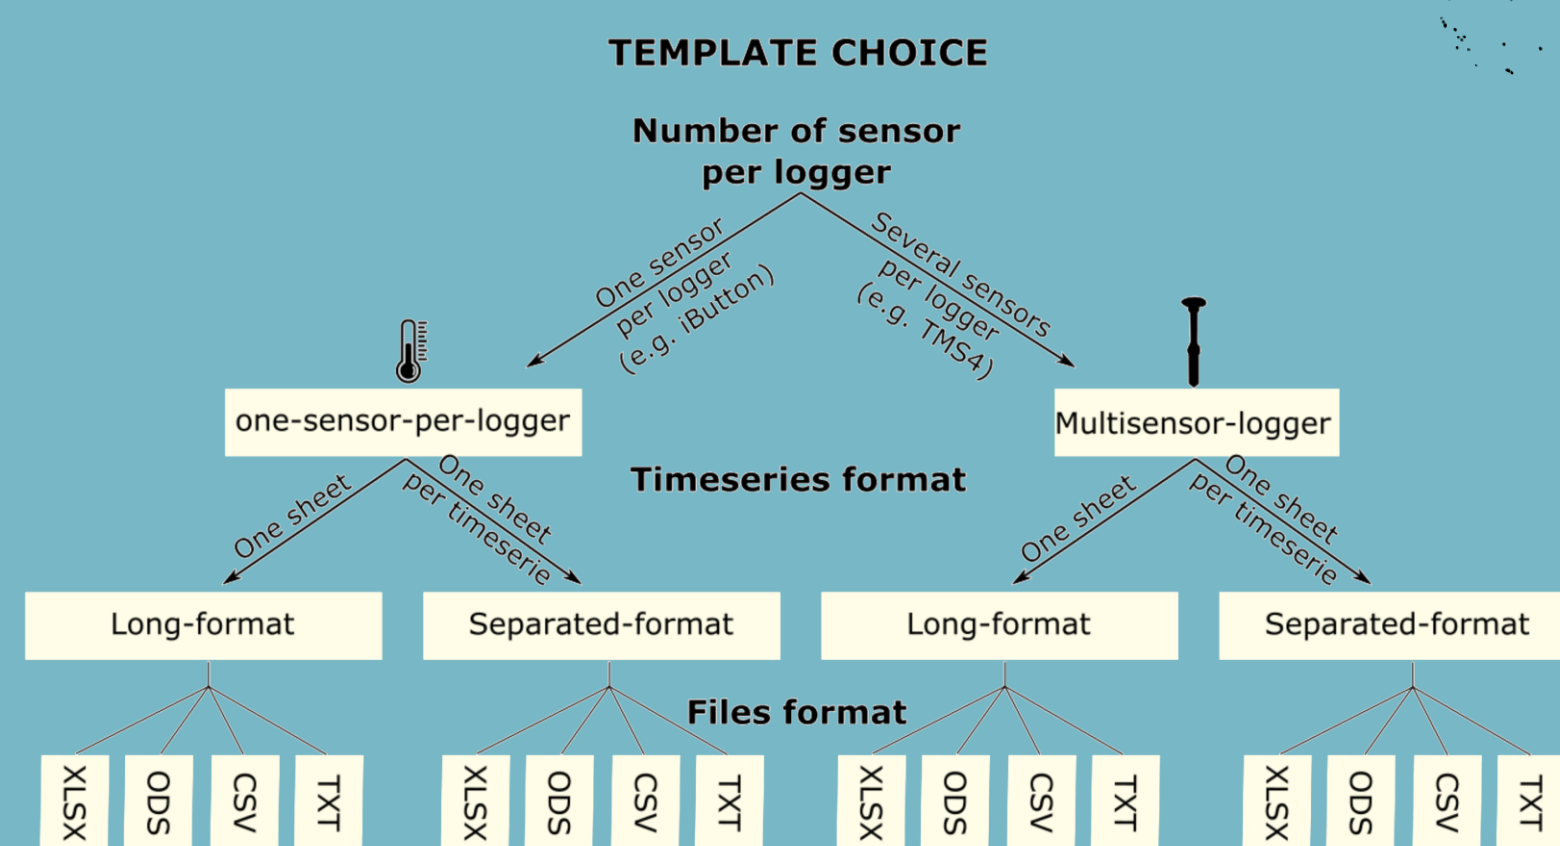 TEMPLATE CHOICE
Number of sensor
per logger
One sensor
per logger
(e.g. iButton)
Several sensors
per logger
(e.g. TMS4)
one-sensor-per-logger
Multisensor-logger
Timeseries format
One sheet
One sheet
per timeserie
One sheet
One sheet
per timeserie
Long-format
Separated-format
Long-format
Separated-format
Files format
XLSX
ODS
CSV
TXT
XLSX
ODS
CSV
TXT
XLSX
ODS
CSV
TXT
XLSX
ODS
CSV
TXT